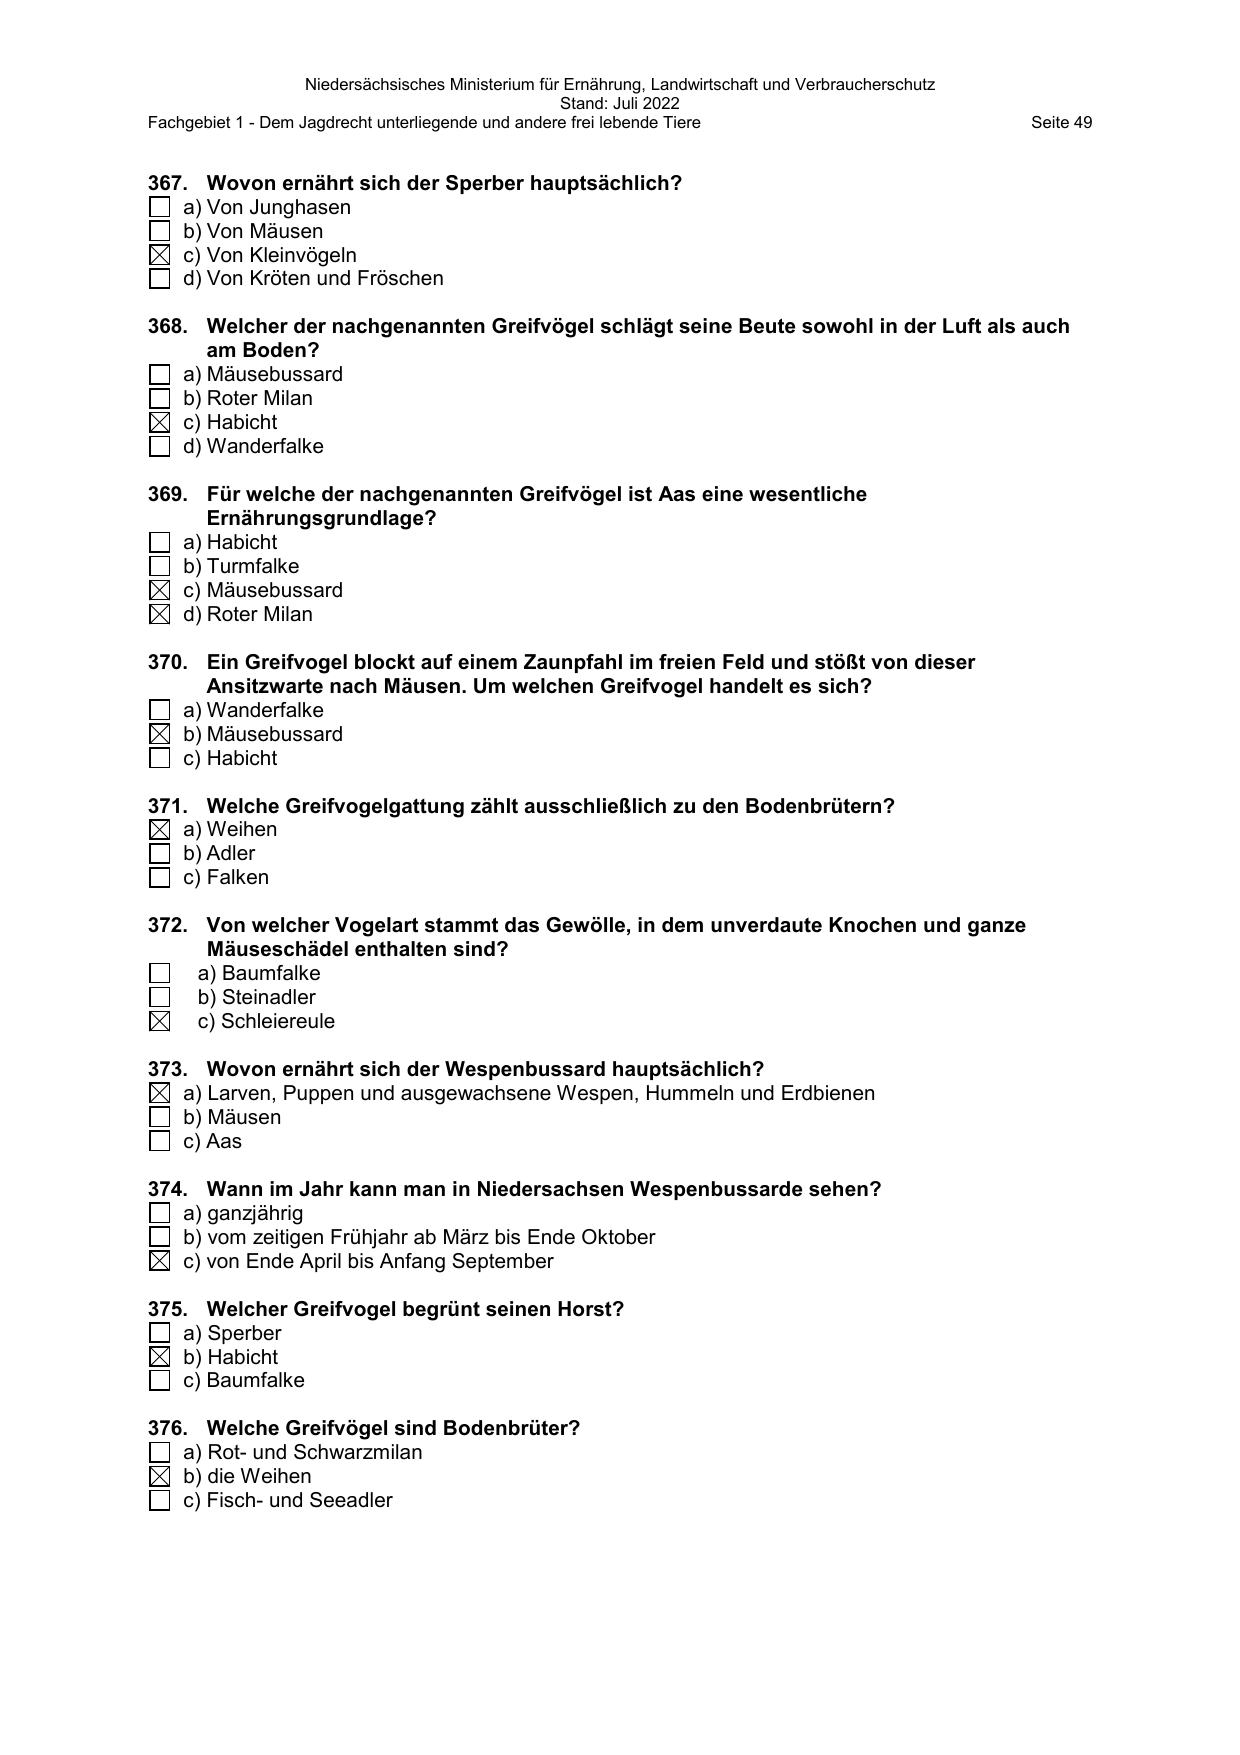 Niedersächsisches Ministerium für Ernährung, Landwirtschaft und Verbraucherschutz
Stand: Juli 2022
Fachgebiet 1 - Dem Jagdrecht unterliegende und andere frei lebende Tiere Seite 49
367. Wovon ernährt sich der Sperber hauptsächlich?
☐ a) Von Junghasen
☐ b) Von Mäusen
☒ c) Von Kleinvögeln
☐ d) Von Kröten und Fröschen
368. Welcher der nachgenannten Greifvögel schlägt seine Beute sowohl in der Luft als auch
am Boden?
☐ a) Mäusebussard
☐ b) Roter Milan
☒ c) Habicht
☐ d) Wanderfalke
369. Für welche der nachgenannten Greifvögel ist Aas eine wesentliche
Ernährungsgrundlage?
☐ a) Habicht
☐ b) Turmfalke
☒ c) Mäusebussard
☒ d) Roter Milan
370. Ein Greifvogel blockt auf einem Zaunpfahl im freien Feld und stößt von dieser
Ansitzwarte nach Mäusen. Um welchen Greifvogel handelt es sich?
☐ a) Wanderfalke
☒ b) Mäusebussard
☐ c) Habicht
371. Welche Greifvogelgattung zählt ausschließlich zu den Bodenbrütern?
☒ a) Weihen
☐ b) Adler
☐ c) Falken
372. Von welcher Vogelart stammt das Gewölle, in dem unverdaute Knochen und ganze
Mäuseschädel enthalten sind?
☐ a) Baumfalke
☐ b) Steinadler
☒ c) Schleiereule
373. Wovon ernährt sich der Wespenbussard hauptsächlich?
☒ a) Larven, Puppen und ausgewachsene Wespen, Hummeln und Erdbienen
☐ b) Mäusen
☐ c) Aas
374. Wann im Jahr kann man in Niedersachsen Wespenbussarde sehen?
☐ a) ganzjährig
☐ b) vom zeitigen Frühjahr ab März bis Ende Oktober
☒ c) von Ende April bis Anfang September
375. Welcher Greifvogel begrünt seinen Horst?
☐ a) Sperber
☒ b) Habicht
☐ c) Baumfalke
376. Welche Greifvögel sind Bodenbrüter?
☐ a) Rot- und Schwarzmilan
☒ b) die Weihen
☐ c) Fisch- und Seeadler